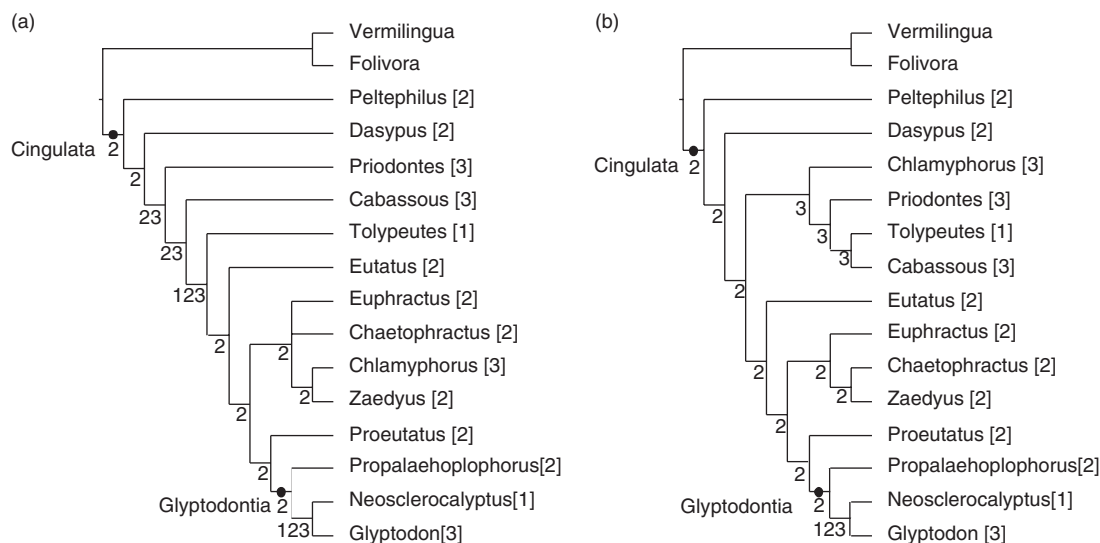 (a)
Vermilingua
Folivora
Peltephilus [2]
Cingulata
2
Dasypus [2]
2
Priodontes [3]
23
Cabassous [3]
23
Tolypeutes [1]
123
Eutatus [2]
2
Euphractus [2]
Chaetophractus [2]
2
Chlamyphorus [3]
2
Zaedyus [2]
2
Proeutatus [2]
2
Propalaehoplophorus[2]
Glyptodontia
2
Neosclerocalyptus[1]
123
Glyptodon[3]
(b)
Vermilingua
Folivora
Peltephilus [2]
Cingulata
2
Dasypus [2]
2
Chlamyphorus [3]
3
Priodontes [3]
3
Tolypeutes [1]
3
Cabassous [3]
2
Eutatus [2]
2
Euphractus [2]
2
Chaetophractus [2]
2
Zaedyus [2]
2
Proeutatus [2]
2
Propalaehoplophorus[2]
Glyptodontia
2
Neosclerocalyptus[1]
123
Glyptodon [3]